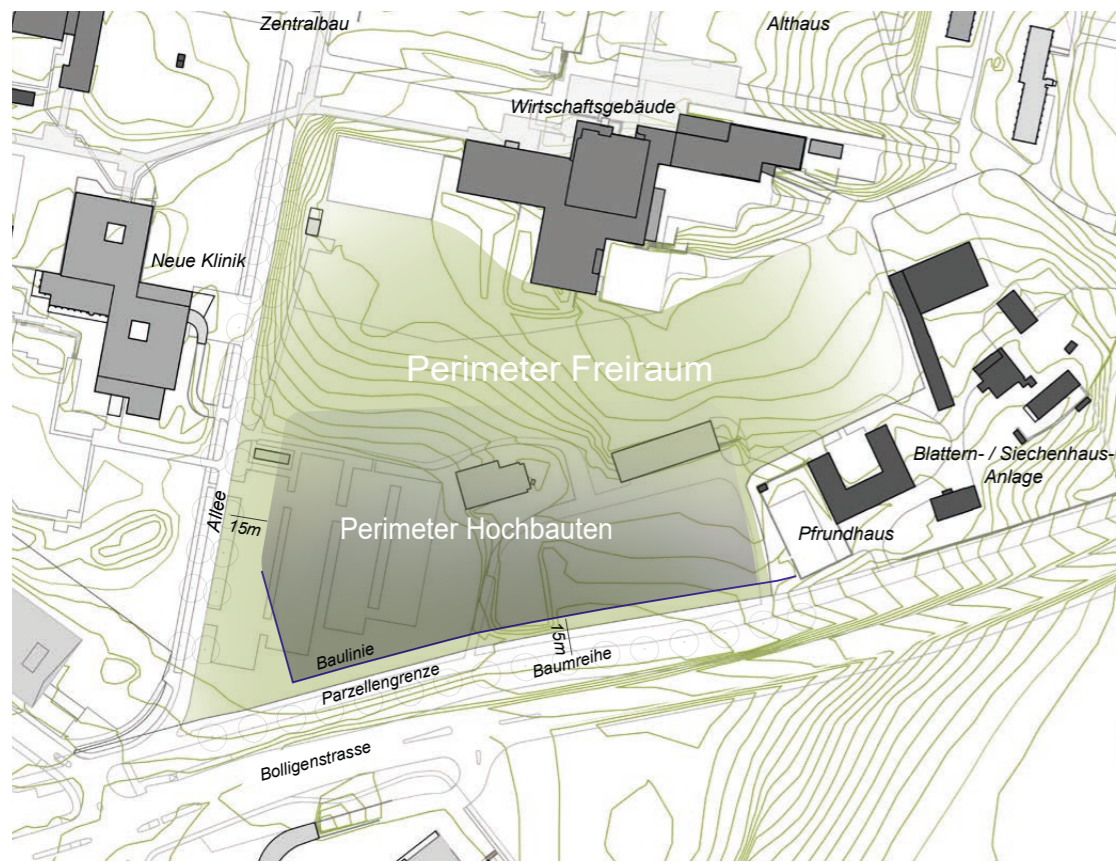 Zentralbau
Althaus
Wirtschaftsgebäude
Neue Klinik
Perimeter Freiraum
Blattern- / Siechenhaus-
Anlage
Allee
15m
Perimeter Hochbauten
Pfrundhaus
15m
Baulinie
Baumreihe
Parzellengrenze
Bolligenstrasse